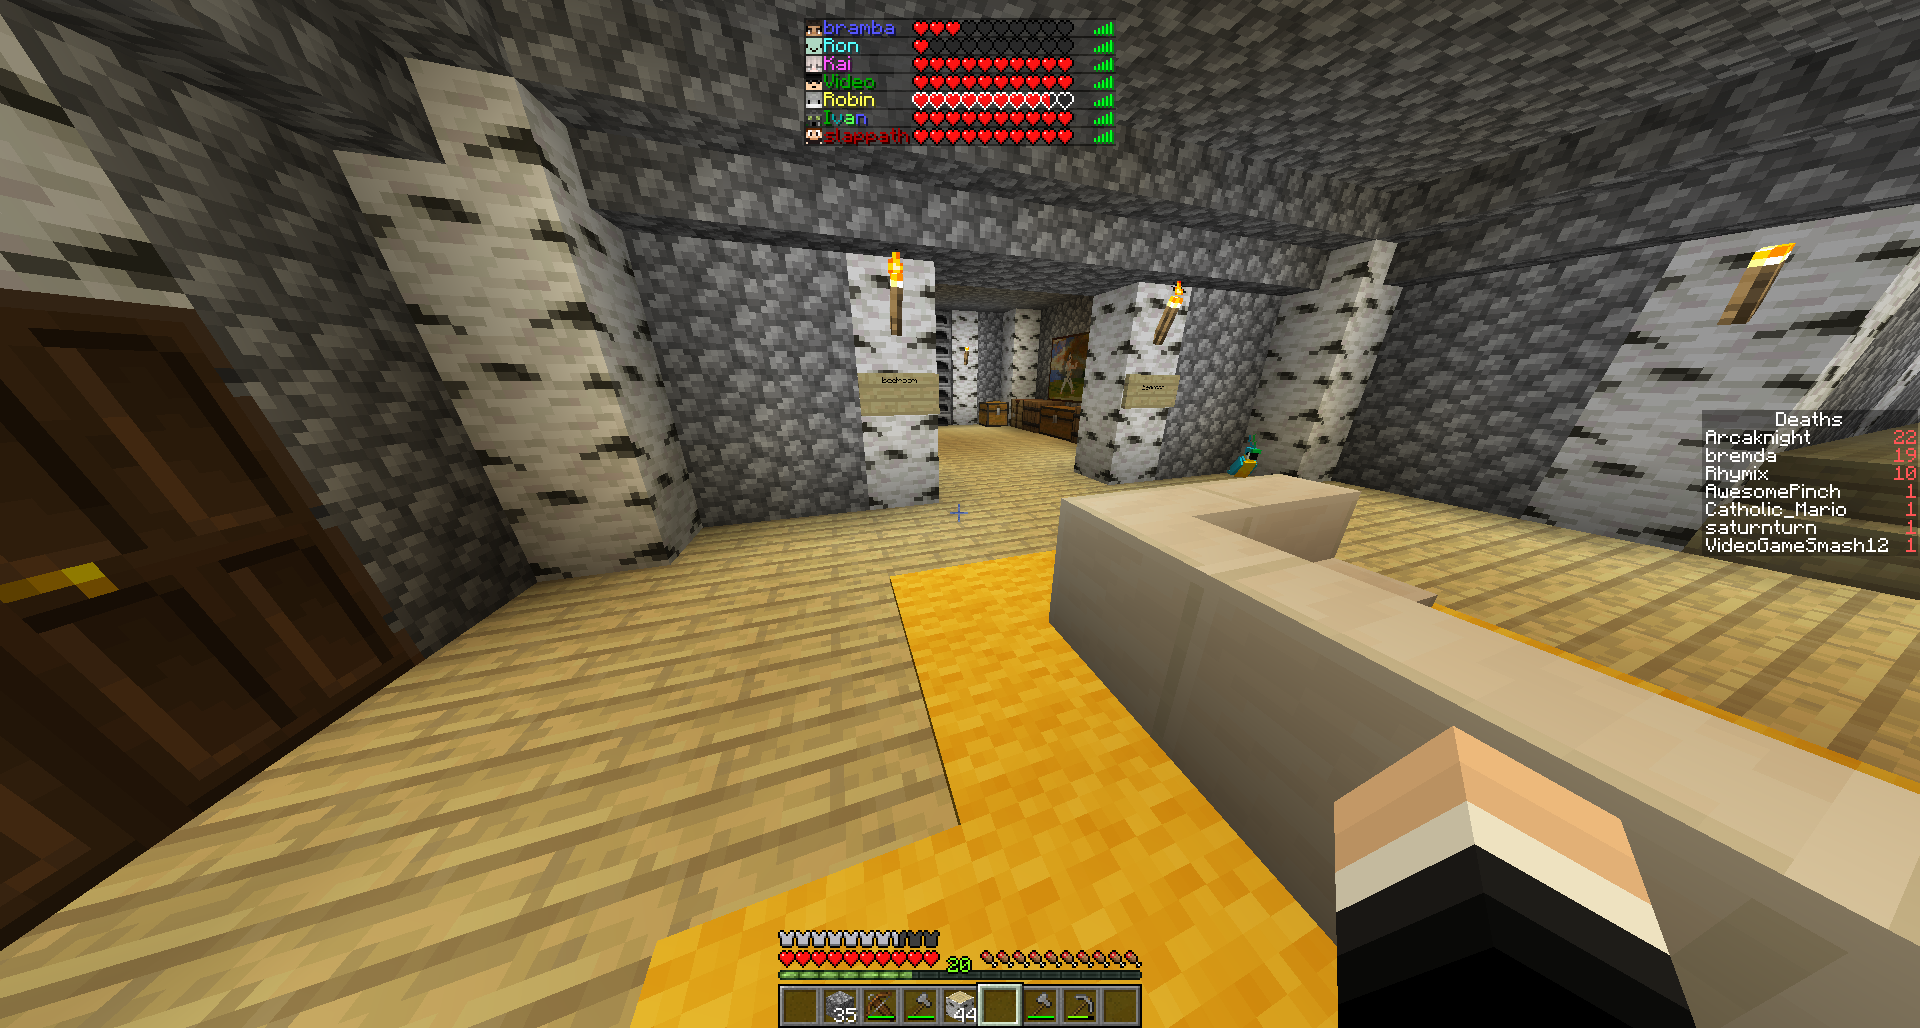 bramba
Ron
Kai
Video
Robin
Ivan
slappath
bedroom
Deaths
Arcaknight 22
bremda 19
Rhymix 10
AwesomePinch 1
Catholic_Mario 1
saturnturn 1
VideoGameSmash12 1
20
35
44